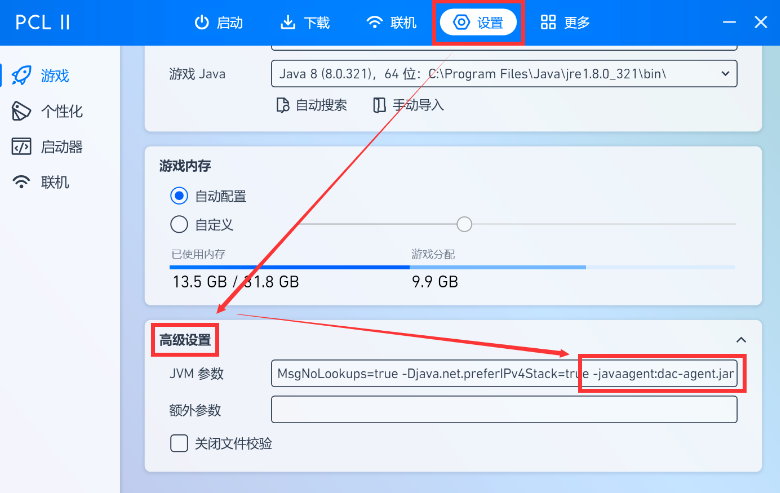 PCL II
启动
下载
联机
设置
更多
游戏
个性化
启动器
联机
游戏 Java
Java 8 (8.0.321)，64 位：C:\Program Files\Java\jre1.8.0_321\bin\
自动搜索
手动导入
游戏内存
自动配置
自定义
已使用内存
游戏分配
13.5 GB / 31.8 GB
9.9 GB
高级设置
JVM 参数
MsgNoLookups=true -Djava.net.preferIPv4Stack=true -javaagent:dac-agent.jar
额外参数
关闭文件校验